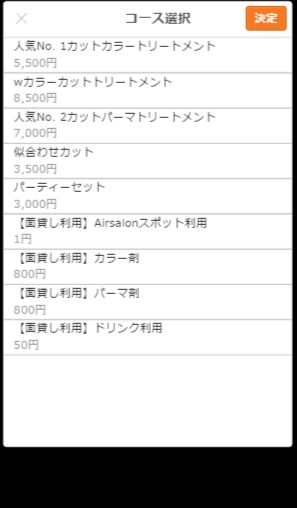 コース選択
決定
人気No. 1カットカラートリートメント
5,500円
wカラーカットトリートメント
8,500円
人気No. 2カットパーマトリートメント
7,000円
似合わせカット
3,500円
パーティーセット
3,000円
【面貸し利用】Airsalonスポット利用
1円
【面貸し利用】カラー剤
800円
【面貸し利用】パーマ剤
800円
【面貸し利用】ドリンク利用
50円